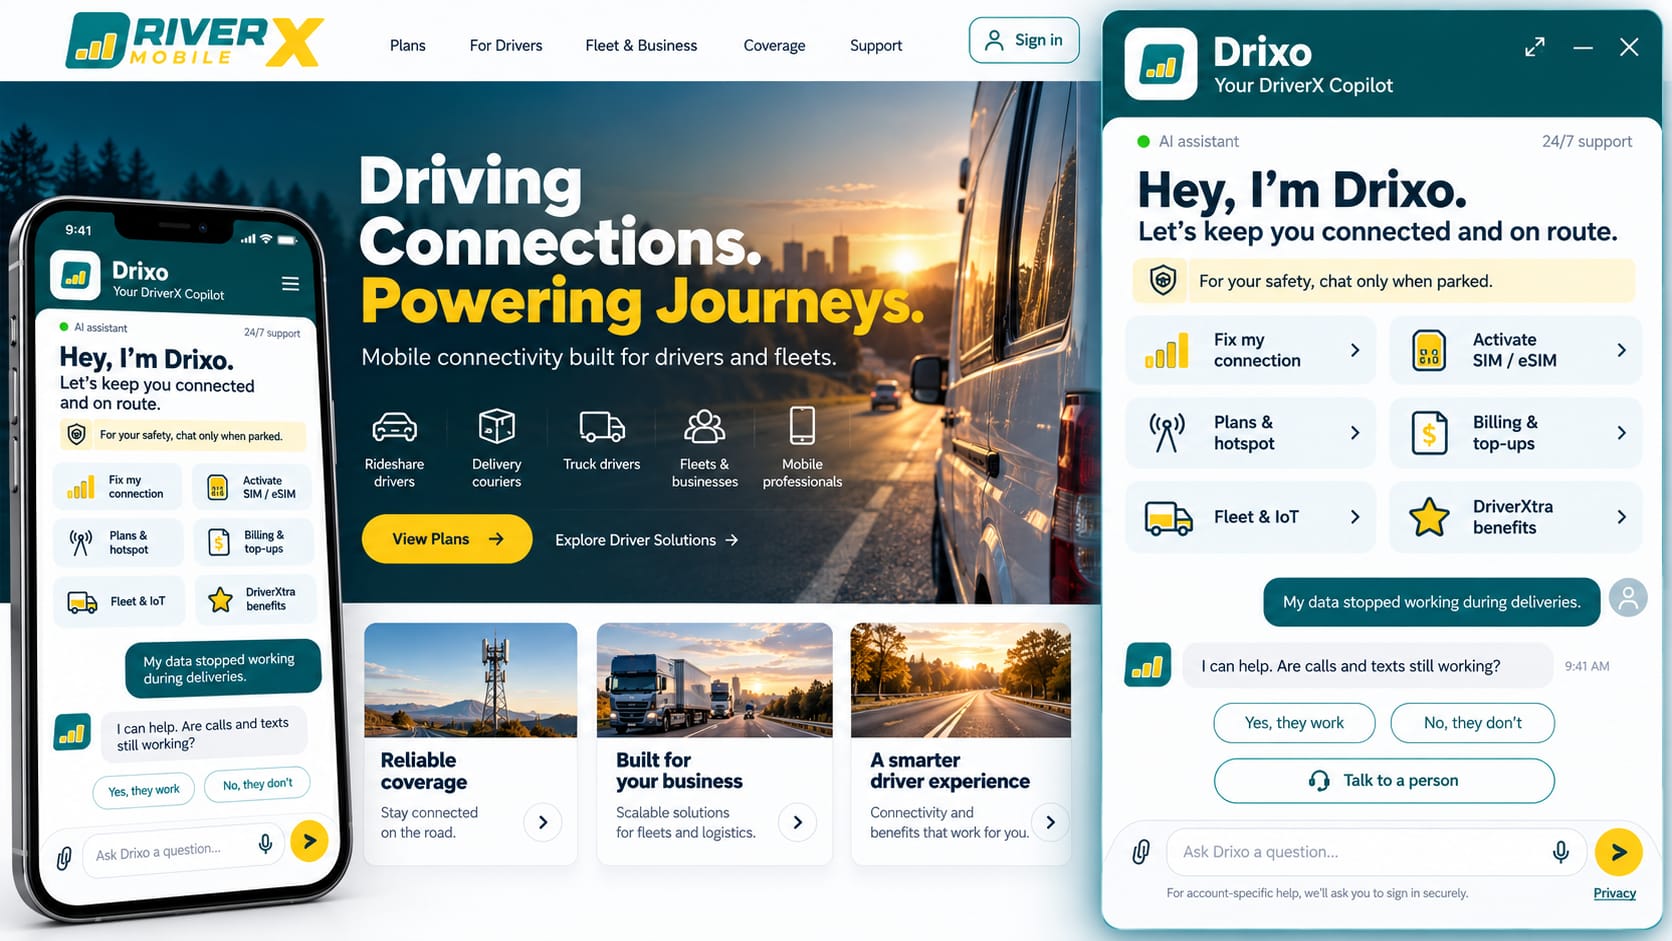 DRIVER X
MOBILE
Plans
For Drivers
Fleet & Business
Coverage
Support
Sign in
Driving
Connections.
Powering Journeys.
Mobile connectivity built for drivers and fleets.
Rideshare
drivers
Delivery
couriers
Truck drivers
Fleets &
businesses
Mobile
professionals
View Plans
Explore Driver Solutions
Reliable
coverage
Stay connected
on the road.
Built for
your business
Scalable solutions
for fleets and logistics.
A smarter
driver experience
Connectivity and
benefits that work for you.
9:41
Drixo
Your DriverX Copilot
AI assistant
24/7 support
Hey, I'm Drixo.
Let's keep you connected
and on route.
For your safety, chat only when parked.
Fix my
connection
Activate
SIM / eSIM
Plans &
hotspot
Billing &
top-ups
Fleet & IoT
DriverXtra
benefits
My data stopped working
during deliveries.
I can help. Are calls and texts
still working?
Yes, they work
No, they don't
Ask Drixo a question...
Drixo
Your DriverX Copilot
AI assistant
24/7 support
Hey, I'm Drixo.
Let's keep you connected and on route.
For your safety, chat only when parked.
Fix my
connection
Activate
SIM / eSIM
Plans &
hotspot
Billing &
top-ups
Fleet & IoT
DriverXtra
benefits
My data stopped working during deliveries.
I can help. Are calls and texts still working?
9:41 AM
Yes, they work
No, they don't
Talk to a person
Ask Drixo a question...
For account-specific help, we'll ask you to sign in securely.
Privacy